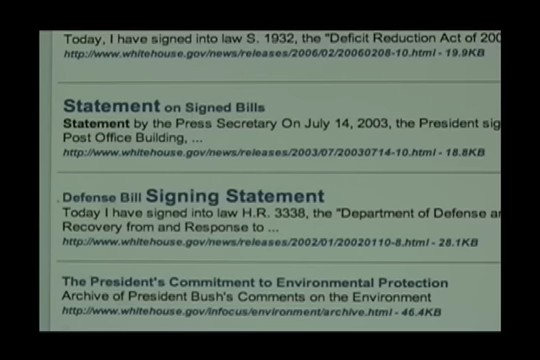 Today, I have signed into law S. 1932, the "Deficit Reduction Act of 200
http://www.whitehouse.gov/news/releases/2006/02/20060208-10.html - 19.9KB
Statement on Signed Bills
Statement by the Press Secretary On July 14, 2003, the President sig
Post Office Building, ...
http://www.whitehouse.gov/news/releases/2003/07/20030714-10.html - 18.8KB
Defense Bill Signing Statement
Today I have signed into law H.R. 3338, the "Department of Defense an
Recovery from and Response to ...
http://www.whitehouse.gov/news/releases/2002/01/20020110-8.html - 28.1KB
The President's Commitment to Environmental Protection
Archive of President Bush's Comments on the Environment
http://www.whitehouse.gov/infocus/environment/archive.html - 46.4KB